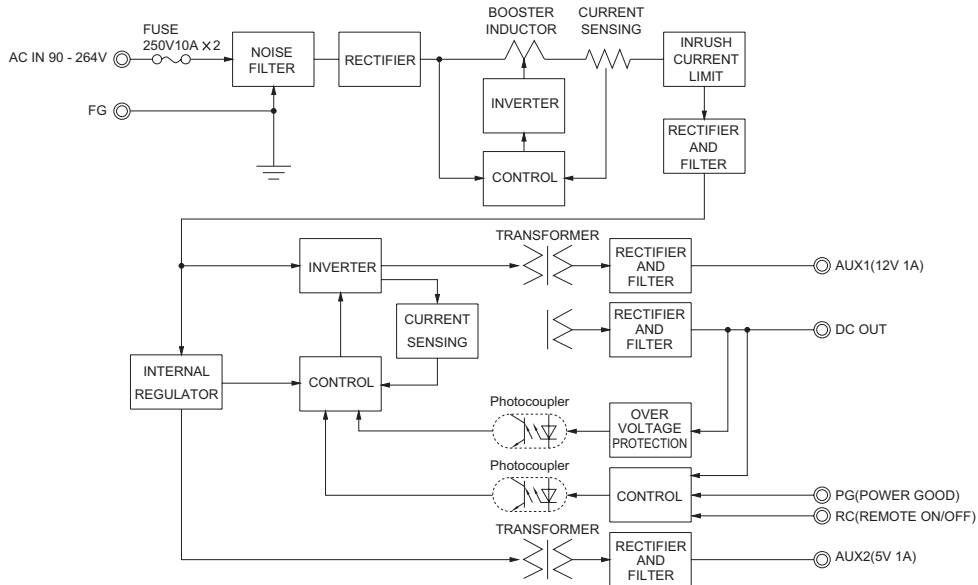 BOOSTER
INDUCTOR
CURRENT
SENSING
FUSE
250V10A×2
AC IN 90 - 264V
NOISE
FILTER
RECTIFIER
INRUSH
CURRENT
LIMIT
FG
INVERTER
RECTIFIER
AND
FILTER
CONTROL
TRANSFORMER
INVERTER
RECTIFIER
AND
FILTER
AUX1(12V 1A)
CURRENT
SENSING
RECTIFIER
AND
FILTER
DC OUT
INTERNAL
REGULATOR
CONTROL
Photocoupler
OVER
VOLTAGE
PROTECTION
Photocoupler
CONTROL
PG(POWER GOOD)
RC(REMOTE ON/OFF)
TRANSFORMER
RECTIFIER
AND
FILTER
AUX2(5V 1A)